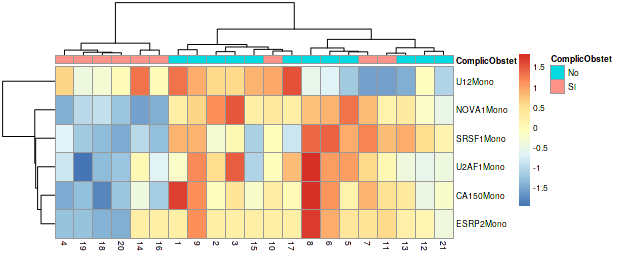 ComplicObstet
U12Mono
NOVA1Mono
SRSF1Mono
U2AF1Mono
CA150Mono
ESRP2Mono
4 19 18 20 14 16 1 9 2 3 15 10 17 8 6 5 7 11 13 12 21
1.5
1
0.5
0
-0.5
-1
-1.5
ComplicObstet
No
SI